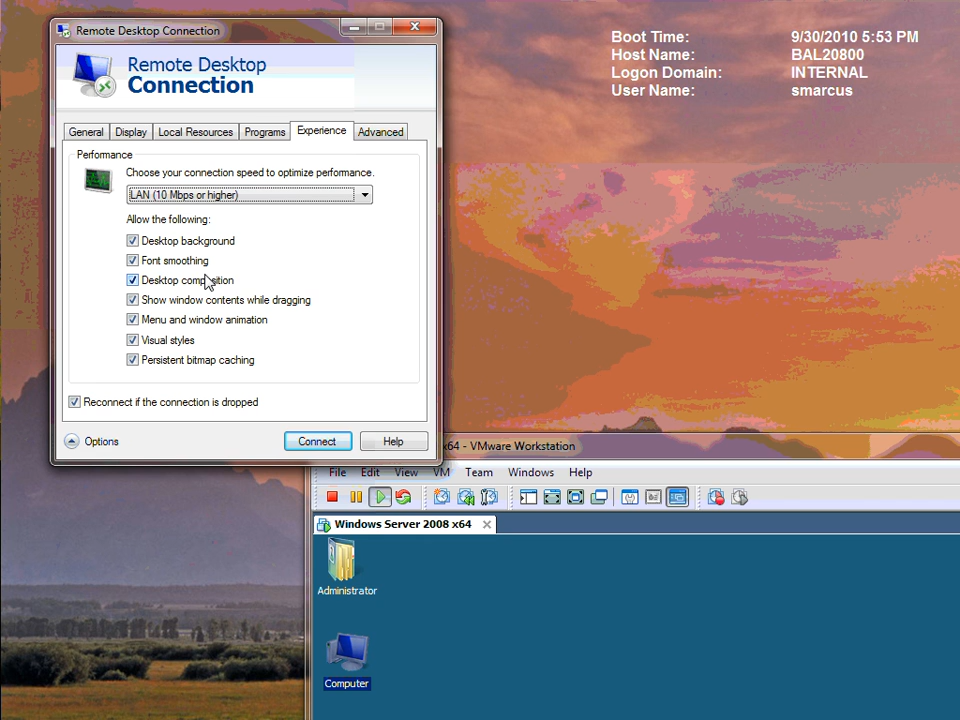 Remote Desktop Connection
Remote Desktop
Connection
General Display Local Resources Programs Experience Advanced
Performance
Choose your connection speed to optimize performance.
LAN (10 Mbps or higher)
Allow the following:
Desktop background
Font smoothing
Desktop composition
Show window contents while dragging
Menu and window animation
Visual styles
Persistent bitmap caching
Reconnect if the connection is dropped
Options Connect Help
Boot Time: 9/30/2010 5:53 PM
Host Name: BAL20800
Logon Domain: INTERNAL
User Name: smarcus
x64 - VMware Workstation
File Edit View VM Team Windows Help
Windows Server 2008 x64
Administrator
Computer